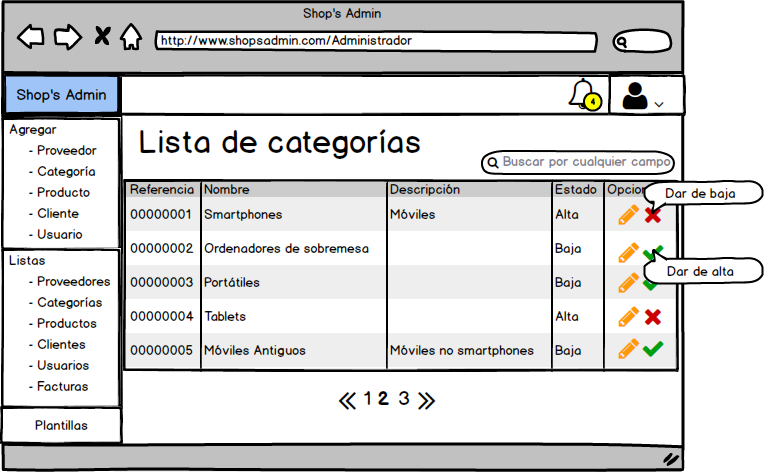 Shop's Admin
http://www.shopsadmin.com/Administrador
Shop's Admin
4
Agregar
- Proveedor
- Categoría
- Producto
- Cliente
- Usuario
Listas
- Proveedores
- Categorías
- Productos
- Clientes
- Usuarios
- Facturas
Plantillas
Lista de categorías
Buscar por cualquier campo
Referencia Nombre Descripción Estado
Dar de baja
00000001 Smartphones Móviles Alta
00000002 Ordenadores de sobremesa Baja
Dar de alta
00000003 Portátiles Baja
00000004 Tablets Alta
00000005 Móviles Antiguos Móviles no smartphones Baja
1 2 3